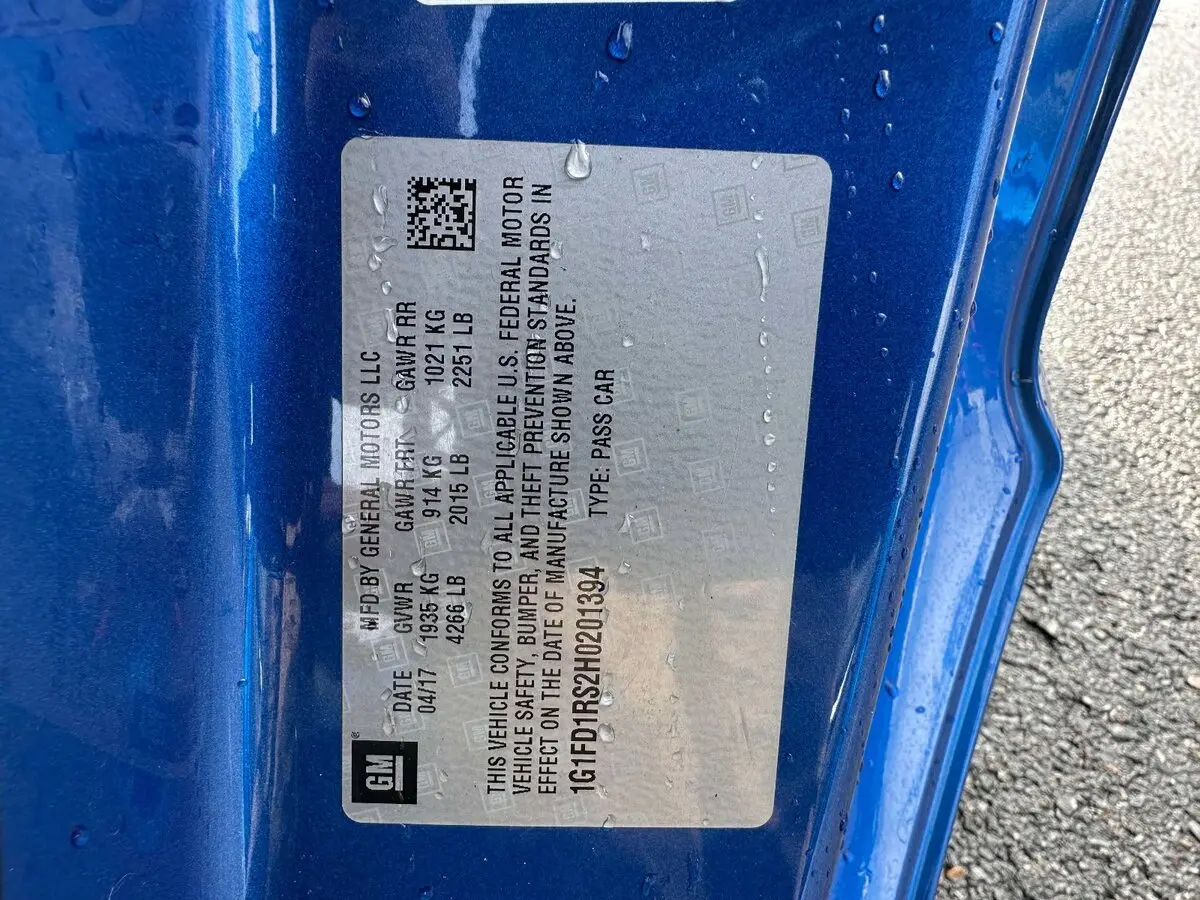 GM
®
MFD BY GENERAL MOTORS LLC
DATE GVWR GAWR FRT GAWR RR
04/17 1935 KG 914 KG 1021 KG
4266 LB 2015 LB 2251 LB
THIS VEHICLE CONFORMS TO ALL APPLICABLE U.S. FEDERAL MOTOR
VEHICLE SAFETY, BUMPER, AND THEFT PREVENTION STANDARDS IN
EFFECT ON THE DATE OF MANUFACTURE SHOWN ABOVE.
1G1FD1RS2H0201394 TYPE: PASS CAR